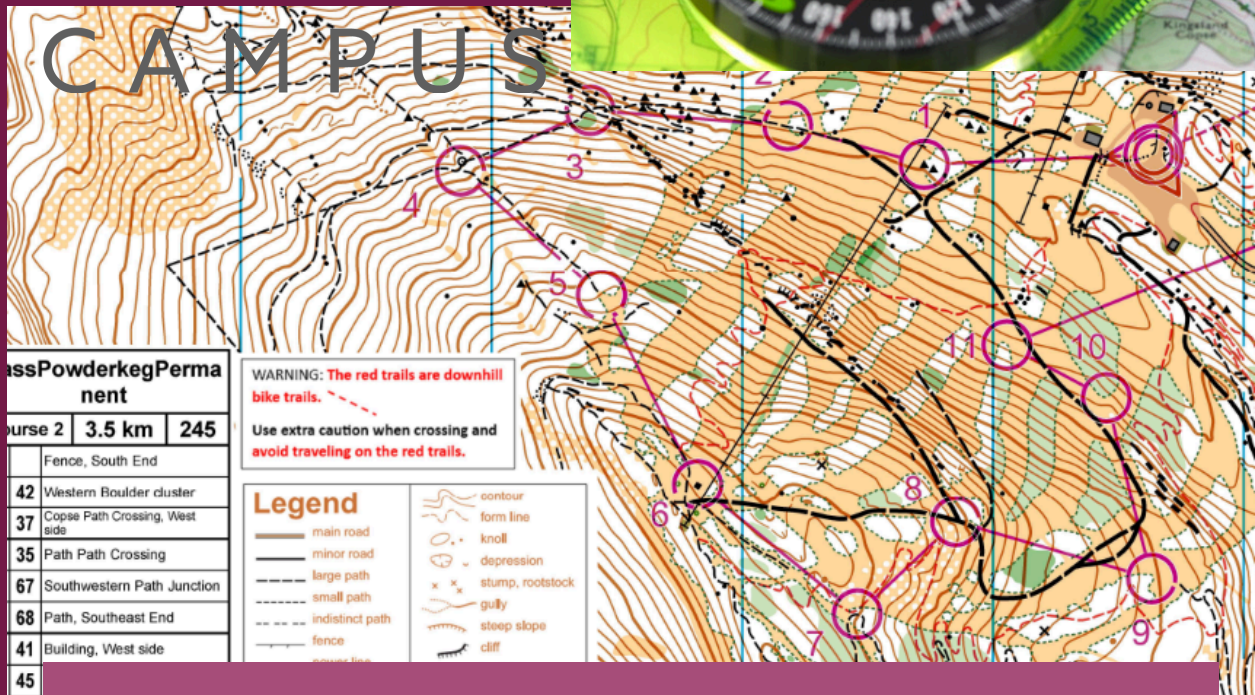 CAMPUS
160 140 120
Kingsland
Copse
2
1
3
4
5
11
10
6
8
7
9
assPowderkegPerma
nent
ourse 2 3.5 km 245
Fence, South End
42 Western Boulder cluster
37 Copse Path Crossing, West
side
35 Path Path Crossing
67 Southwestern Path Junction
68 Path, Southeast End
41 Building, West side
45
WARNING: The red trails are downhill
bike trails.
Use extra caution when crossing and
avoid traveling on the red trails.
Legend
main road
minor road
large path
small path
indistinct path
fence
power line
contour
form line
knoll
depression
stump, rootstock
gully
steep slope
cliff